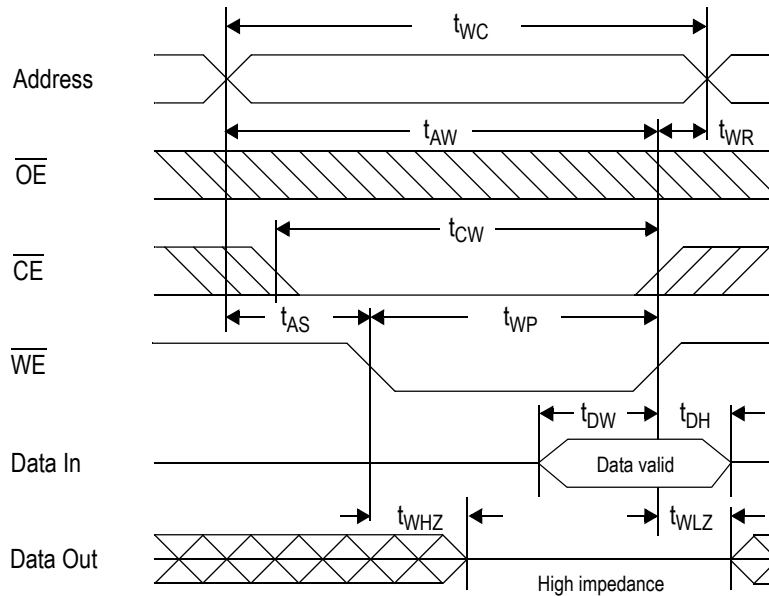 tWC
Address
tAW
tWR
OE
tCW
CE
tAS
tWP
WE
tDW
tDH
Data In
Data valid
tWHZ
tWLZ
Data Out
High impedance